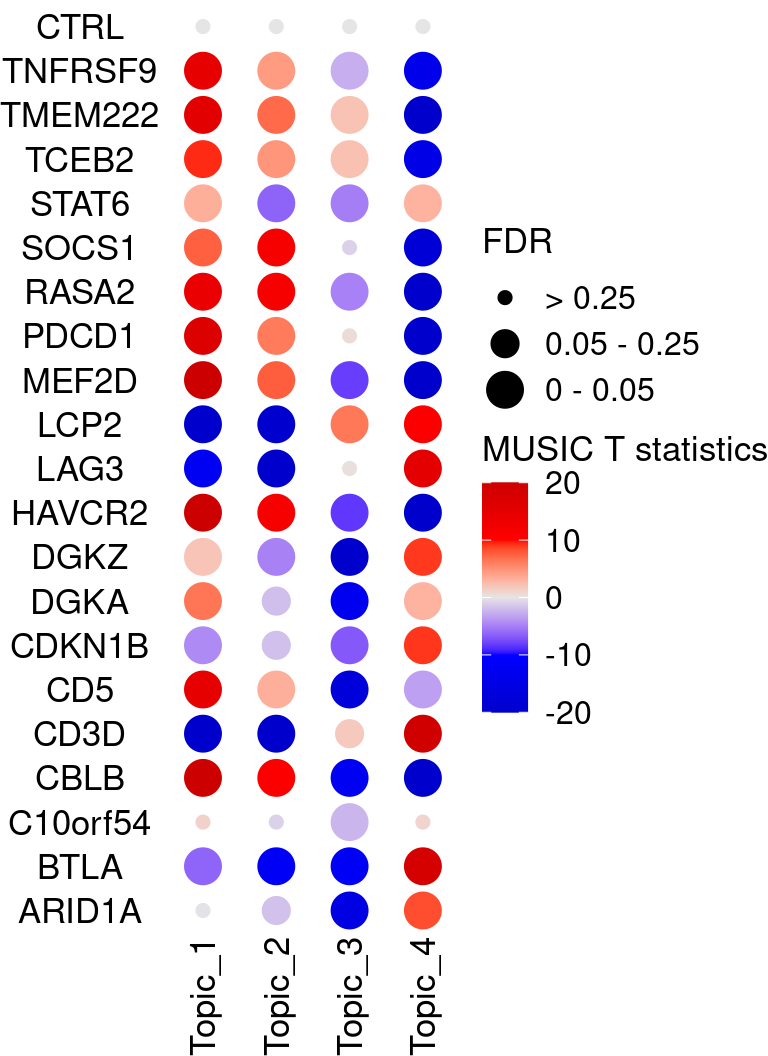 CTRL
TNFRSF9
TMEM222
TCEB2
STAT6
SOCS1
RASA2
PDCD1
MEF2D
LCP2
LAG3
HAVCR2
DGKZ
DGKA
CDKN1B
CD5
CD3D
CBLB
C10orf54
BTLA
ARID1A
Topic_1
Topic_2
Topic_3
Topic_4
FDR
> 0.25
0.05 - 0.25
0 - 0.05
MUSIC T statistics
20
10
0
-10
-20